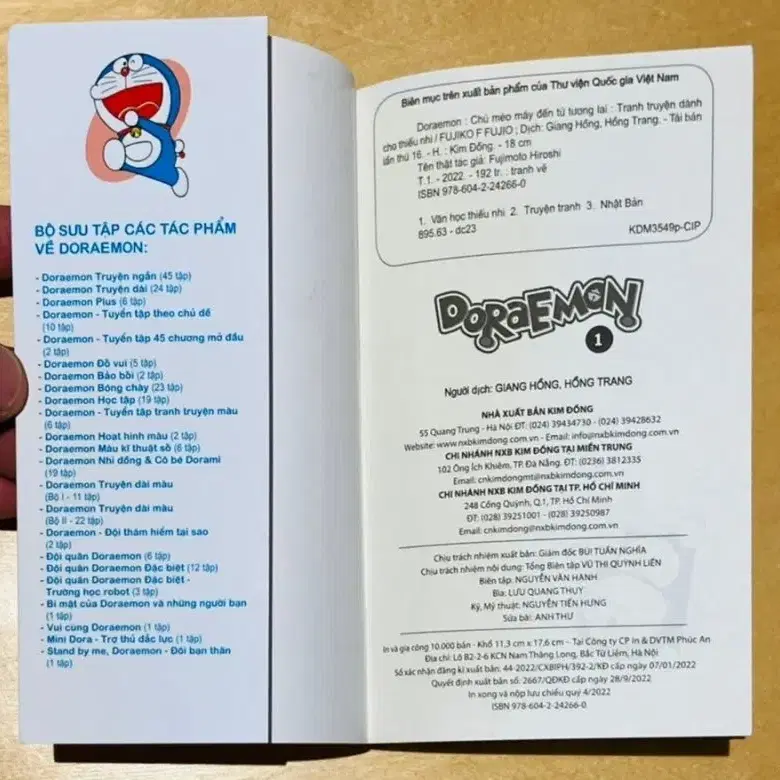 BỘ SƯU TẬP CÁC TÁC PHẨM
VỀ DORAEMON:
- Doraemon Truyện ngắn (45 tập)
- Doraemon Truyện dài (24 tập)
- Doraemon Plus (6 tập)
- Doraemon - Tuyển tập theo chủ đề
(10 tập)
- Doraemon - Tuyển tập 45 chương mở đầu
(2 tập)
- Doraemon Đố vui (5 tập)
- Doraemon Bảo bối (2 tập)
- Doraemon Bóng chày (23 tập)
- Doraemon Học tập (19 tập)
- Doraemon - Tuyển tập tranh truyện màu
(6 tập)
- Doraemon Hoạt hình màu (2 tập)
- Doraemon Màu kĩ thuật số (6 tập)
- Doraemon Nhi đồng & Cô bé Dorami
(19 tập)
- Doraemon Truyện dài màu
(Bộ I - 11 tập)
- Doraemon Truyện dài màu
(Bộ II - 22 tập)
- Doraemon - Đội thám hiểm tại sao
(2 tập)
- Đội quân Doraemon (6 tập)
- Đội quân Doraemon Đặc biệt (12 tập)
- Đội quân Doraemon Đặc biệt -
Trường học robot (3 tập)
- Bí mật của Doraemon và những người bạn
(1 tập)
- Vui cùng Doraemon (1 tập)
- Mini Dora - Trợ thủ đắc lực (1 tập)
- Stand by me, Doraemon - Đôi bạn thân
(1 tập)
Biên mục trên xuất bản phẩm của Thư viện Quốc gia Việt Nam
Doraemon : Chú mèo máy đến từ tương lai : Tranh truyện dành
cho thiếu nhi / FUJIKO F FUJIO ; Dịch: Giang Hồng, Hồng Trang. - Tái bản
lần thứ 16. - H. : Kim Đồng. - 18 cm
Tên thật tác giả: Fujimoto Hiroshi
T.1. - 2022. - 192 tr. : tranh vẽ
ISBN 978-604-2-24266-0
1. Văn học thiếu nhi 2. Truyện tranh 3. Nhật Bản
895.63 - dc23
KDM3549p-CIP
DORAEMON
1
Người dịch: GIANG HỒNG, HỒNG TRANG
NHÀ XUẤT BẢN KIM ĐỒNG
55 Quang Trung - Hà Nội ĐT: (024) 39434730 - (024) 39428632
Website: www.nxbkimdong.com.vn - Email: info@nxbkimdong.com.vn
CHI NHÁNH NXB KIM ĐỒNG TẠI MIỀN TRUNG
102 Ông Ích Khiêm, TP. Đà Nẵng. ĐT: (0236) 3812335
Email: cnkimdongmt@nxbkimdong.com.vn
CHI NHÁNH NXB KIM ĐỒNG TẠI TP. HỒ CHÍ MINH
248 Cống Quỳnh, Q.1, TP. Hồ Chí Minh
ĐT: (028) 39251001 - (028) 39250987
Email: cnkimdong@nxbkimdong.com.vn
Chịu trách nhiệm xuất bản: Giám đốc BÙI TUẤN NGHĨA
Chịu trách nhiệm nội dung: Tổng Biên tập VŨ THỊ QUỲNH LIÊN
Biên tập: NGUYỄN VÂN HẠNH
Bìa: LƯU QUANG THỤY
Kỹ, Mỹ thuật: NGUYỄN TIẾN HƯNG
Sửa bài: ANH THƯ
In và gia công 10.000 bản - Khổ 11,3 cm x 17,6 cm - Tại Công ty CP In & DVTM Phúc An
Địa chỉ: Lô B2-2-6 KCN Nam Thăng Long, Bắc Từ Liêm, Hà Nội
Số xác nhận đăng kí xuất bản: 44-2022/CXBIPH/392-2/KĐ cấp ngày 07/01/2022
Quyết định xuất bản số: 2667/QĐKĐ cấp ngày 28/9/2022
In xong và nộp lưu chiểu quý 4/2022
ISBN 978-604-2-24266-0